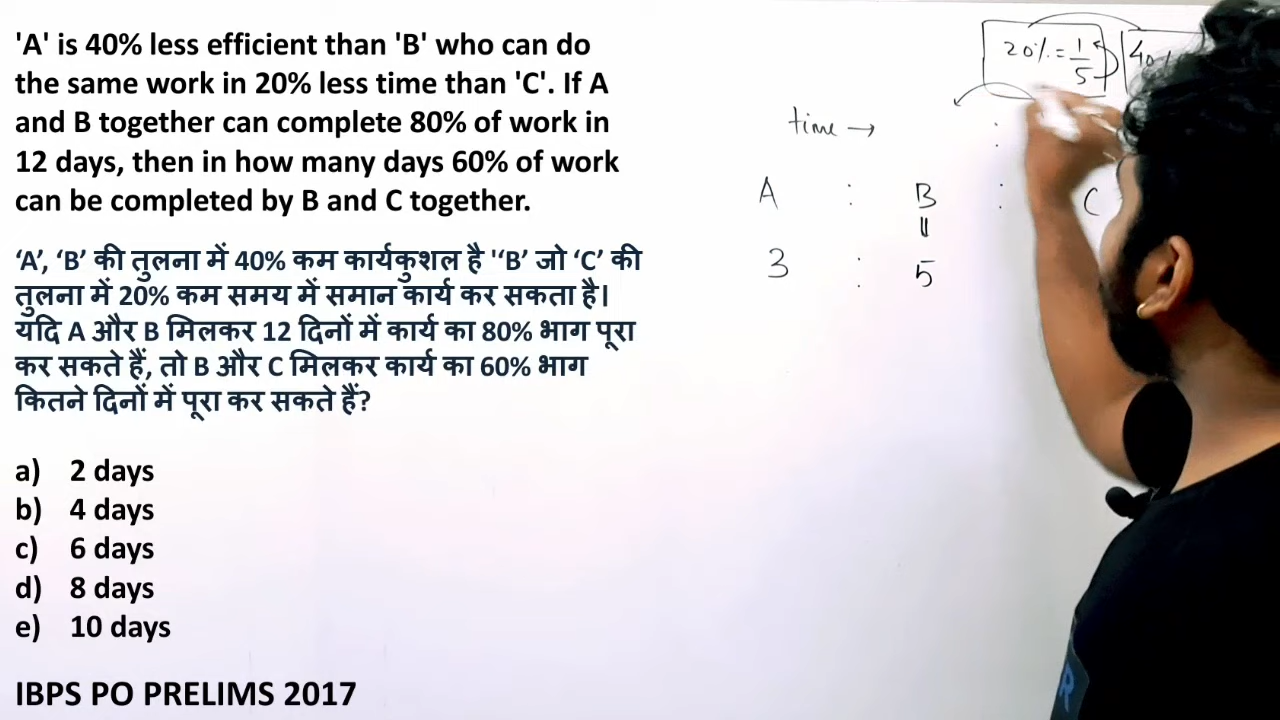 'A' is 40% less efficient than 'B' who can do
the same work in 20% less time than 'C'. If A
and B together can complete 80% of work in
12 days, then in how many days 60% of work
can be completed by B and C together.
‘A’, ‘B’ की तुलना में 40% कम कार्यकुशल है '‘B’ जो ‘C’ की
तुलना में 20% कम समय में समान कार्य कर सकता है।
यदि A और B मिलकर 12 दिनों में कार्य का 80% भाग पूरा
कर सकते हैं, तो B और C मिलकर कार्य का 60% भाग
कितने दिनों में पूरा कर सकते हैं?
a) 2 days
b) 4 days
c) 6 days
d) 8 days
e) 10 days
IBPS PO PRELIMS 2017
20% = 1/5
40%
time →
A : B : C
3 : 5